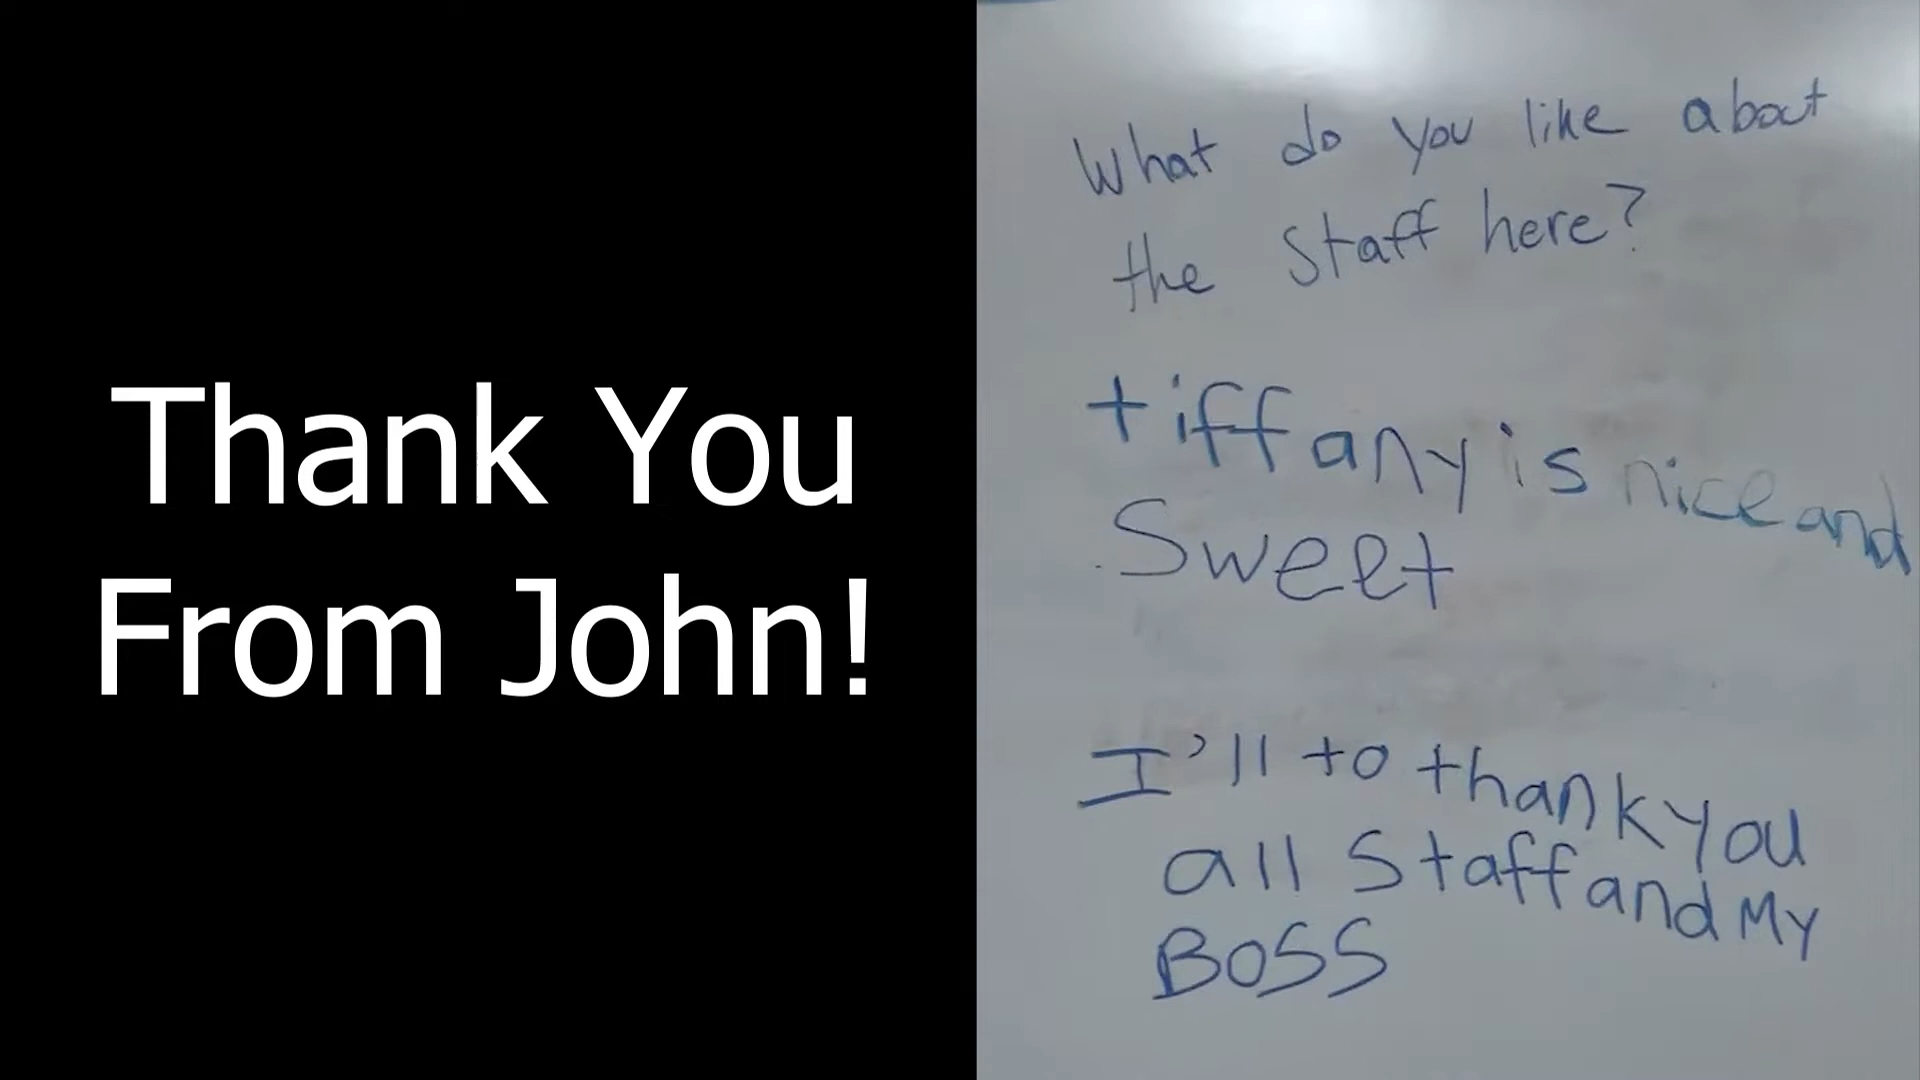 Thank You
From John!
What do you like about
the Staff here?
tiffany is nice and
Sweet
I'll to thank you
all Staff and My
BOSS